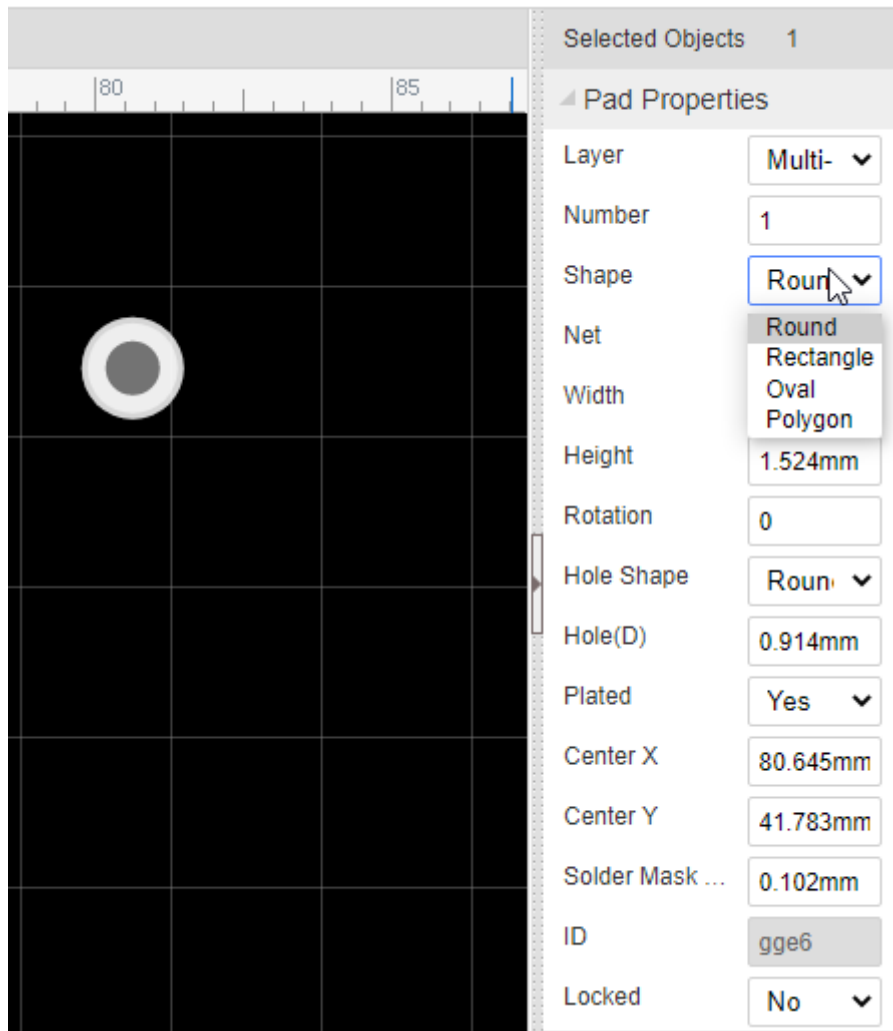 Selected Objects 1
80 85
Pad Properties
Layer Multi-
Number 1
Shape Roun
Round
Net
Rectangle
Oval
Width
Polygon
Height 1.524mm
Rotation 0
Hole Shape Roun
Hole(D) 0.914mm
Plated Yes
Center X 80.645mm
Center Y 41.783mm
Solder Mask ... 0.102mm
ID gge6
Locked No